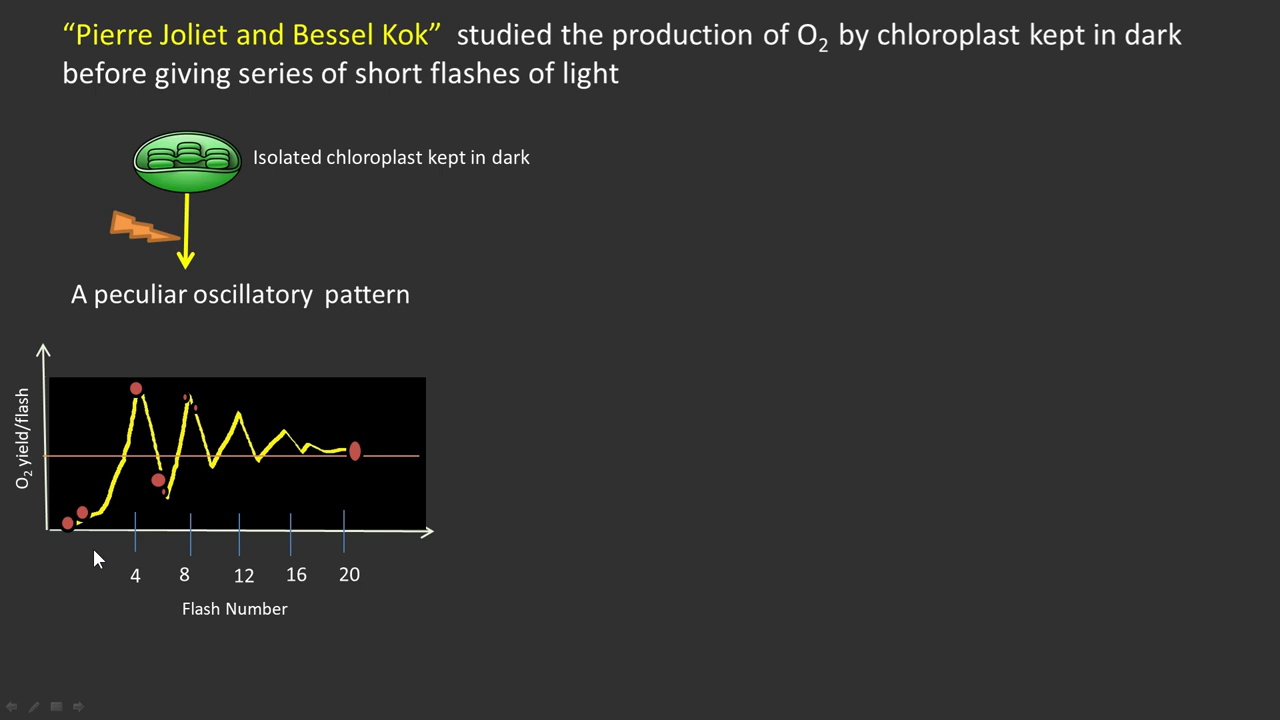 “Pierre Joliet and Bessel Kok” studied the production of O₂ by chloroplast kept in dark
before giving series of short flashes of light
Isolated chloroplast kept in dark
A peculiar oscillatory pattern
O₂ yield/flash
4 8 12 16 20
Flash Number